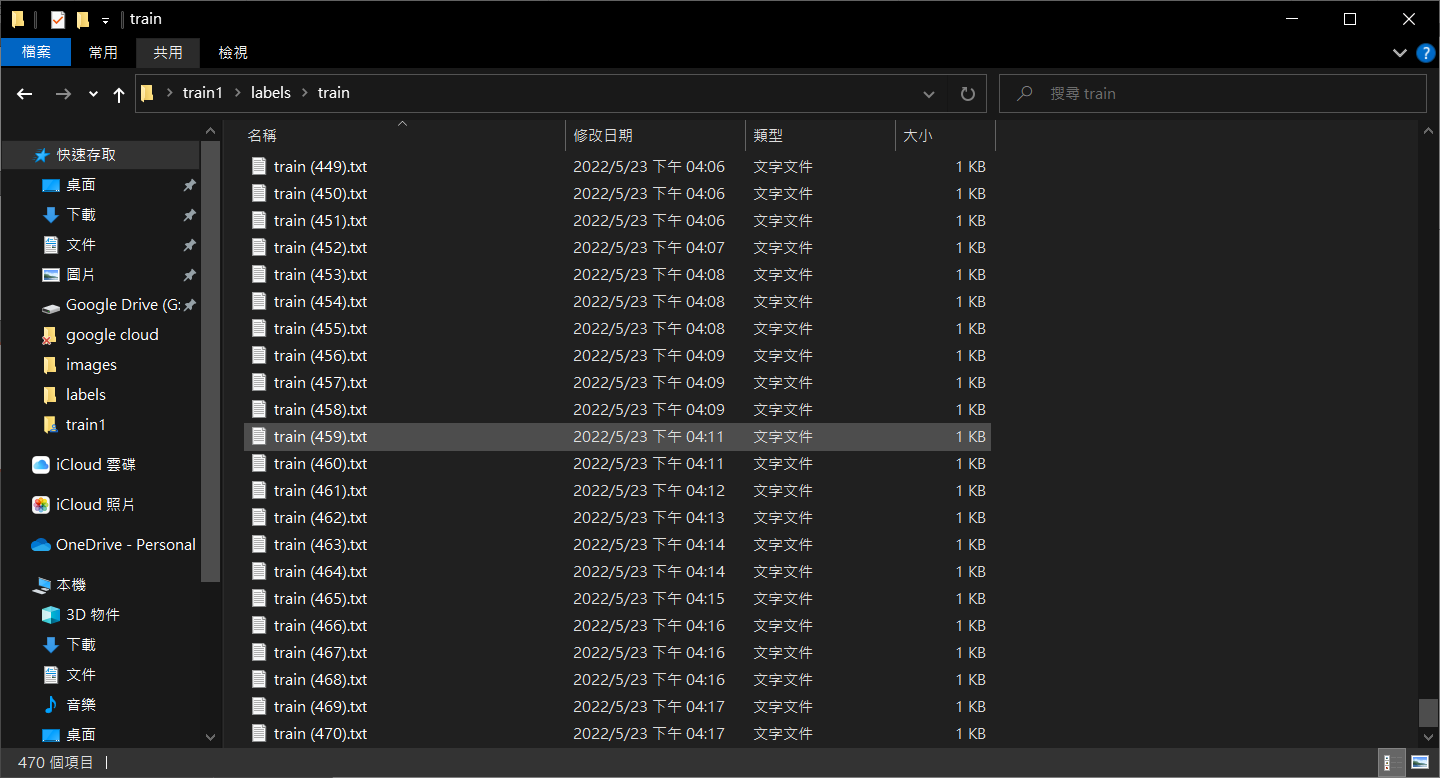 train
檔案 常用 共用 檢視 ?
train1 labels train 搜尋 train
名稱 修改日期 類型 大小
快速存取
桌面
下載
文件
圖片
Google Drive (G:
google cloud
images
labels
train1
iCloud 雲碟
iCloud 照片
OneDrive - Personal
本機
3D 物件
下載
文件
音樂
桌面
train (449).txt 2022/5/23 下午 04:06 文字文件 1 KB
train (450).txt 2022/5/23 下午 04:06 文字文件 1 KB
train (451).txt 2022/5/23 下午 04:06 文字文件 1 KB
train (452).txt 2022/5/23 下午 04:07 文字文件 1 KB
train (453).txt 2022/5/23 下午 04:08 文字文件 1 KB
train (454).txt 2022/5/23 下午 04:08 文字文件 1 KB
train (455).txt 2022/5/23 下午 04:08 文字文件 1 KB
train (456).txt 2022/5/23 下午 04:09 文字文件 1 KB
train (457).txt 2022/5/23 下午 04:09 文字文件 1 KB
train (458).txt 2022/5/23 下午 04:09 文字文件 1 KB
train (459).txt 2022/5/23 下午 04:11 文字文件 1 KB
train (460).txt 2022/5/23 下午 04:11 文字文件 1 KB
train (461).txt 2022/5/23 下午 04:12 文字文件 1 KB
train (462).txt 2022/5/23 下午 04:13 文字文件 1 KB
train (463).txt 2022/5/23 下午 04:14 文字文件 1 KB
train (464).txt 2022/5/23 下午 04:14 文字文件 1 KB
train (465).txt 2022/5/23 下午 04:15 文字文件 1 KB
train (466).txt 2022/5/23 下午 04:16 文字文件 1 KB
train (467).txt 2022/5/23 下午 04:16 文字文件 1 KB
train (468).txt 2022/5/23 下午 04:16 文字文件 1 KB
train (469).txt 2022/5/23 下午 04:17 文字文件 1 KB
train (470).txt 2022/5/23 下午 04:17 文字文件 1 KB
470 個項目